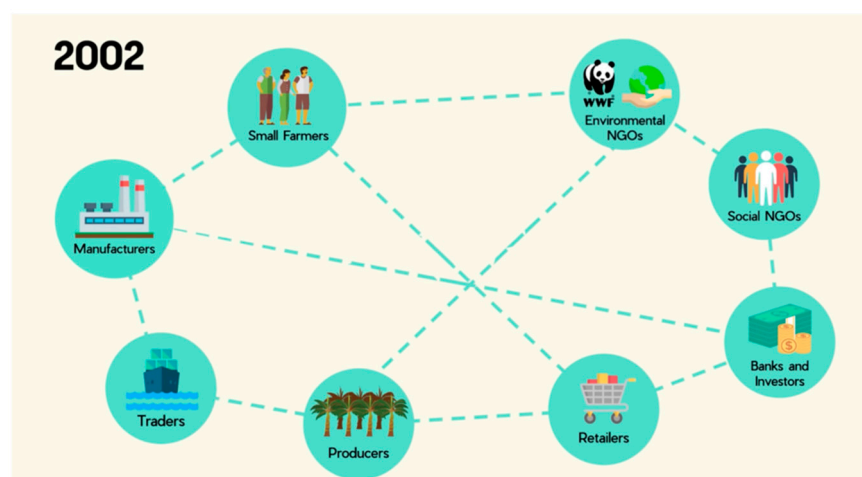 2002
Small Farmers
WWF
Environmental
NGOs
Social NGOs
Manufacturers
Banks and
Investors
$
Traders
Producers
Retailers